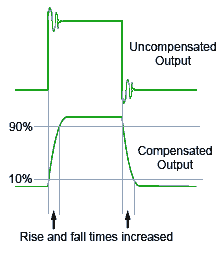 Uncompensated
Output
90%
Compensated
Output
10%
Rise and fall times increased